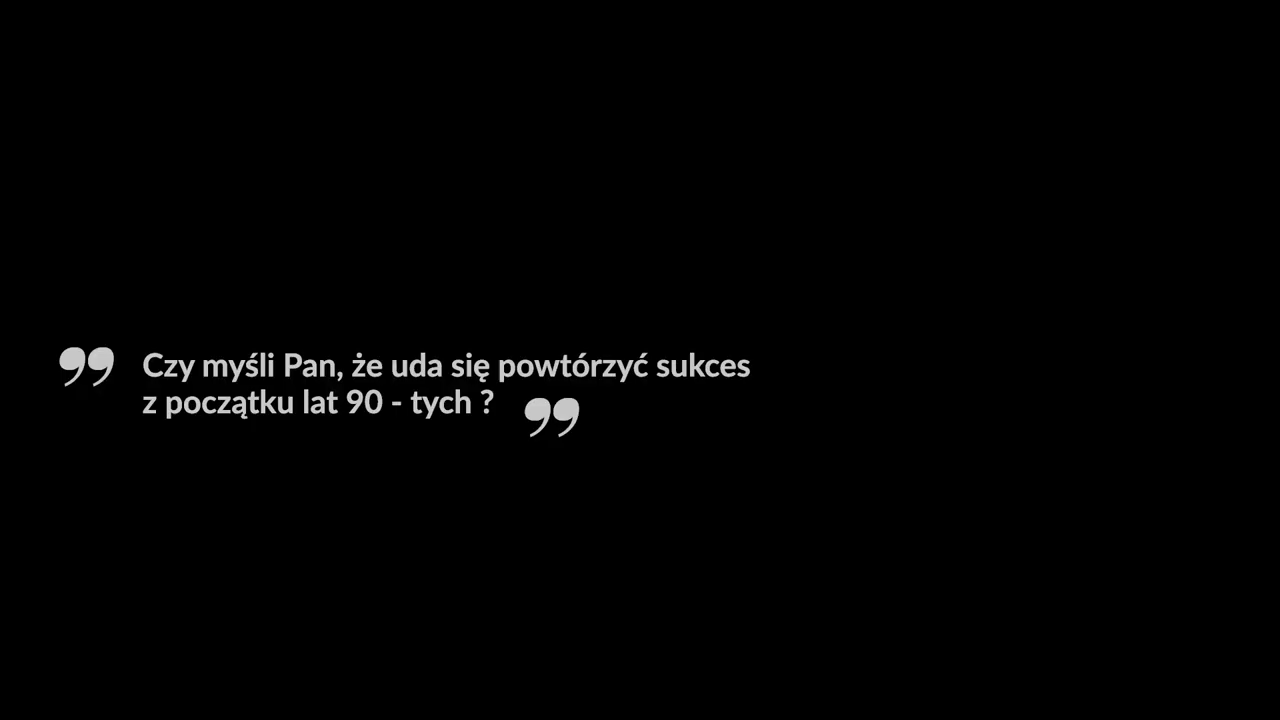 ” Czy myśli Pan, że uda się powtórzyć sukces
z początku lat 90 - tych ? ”